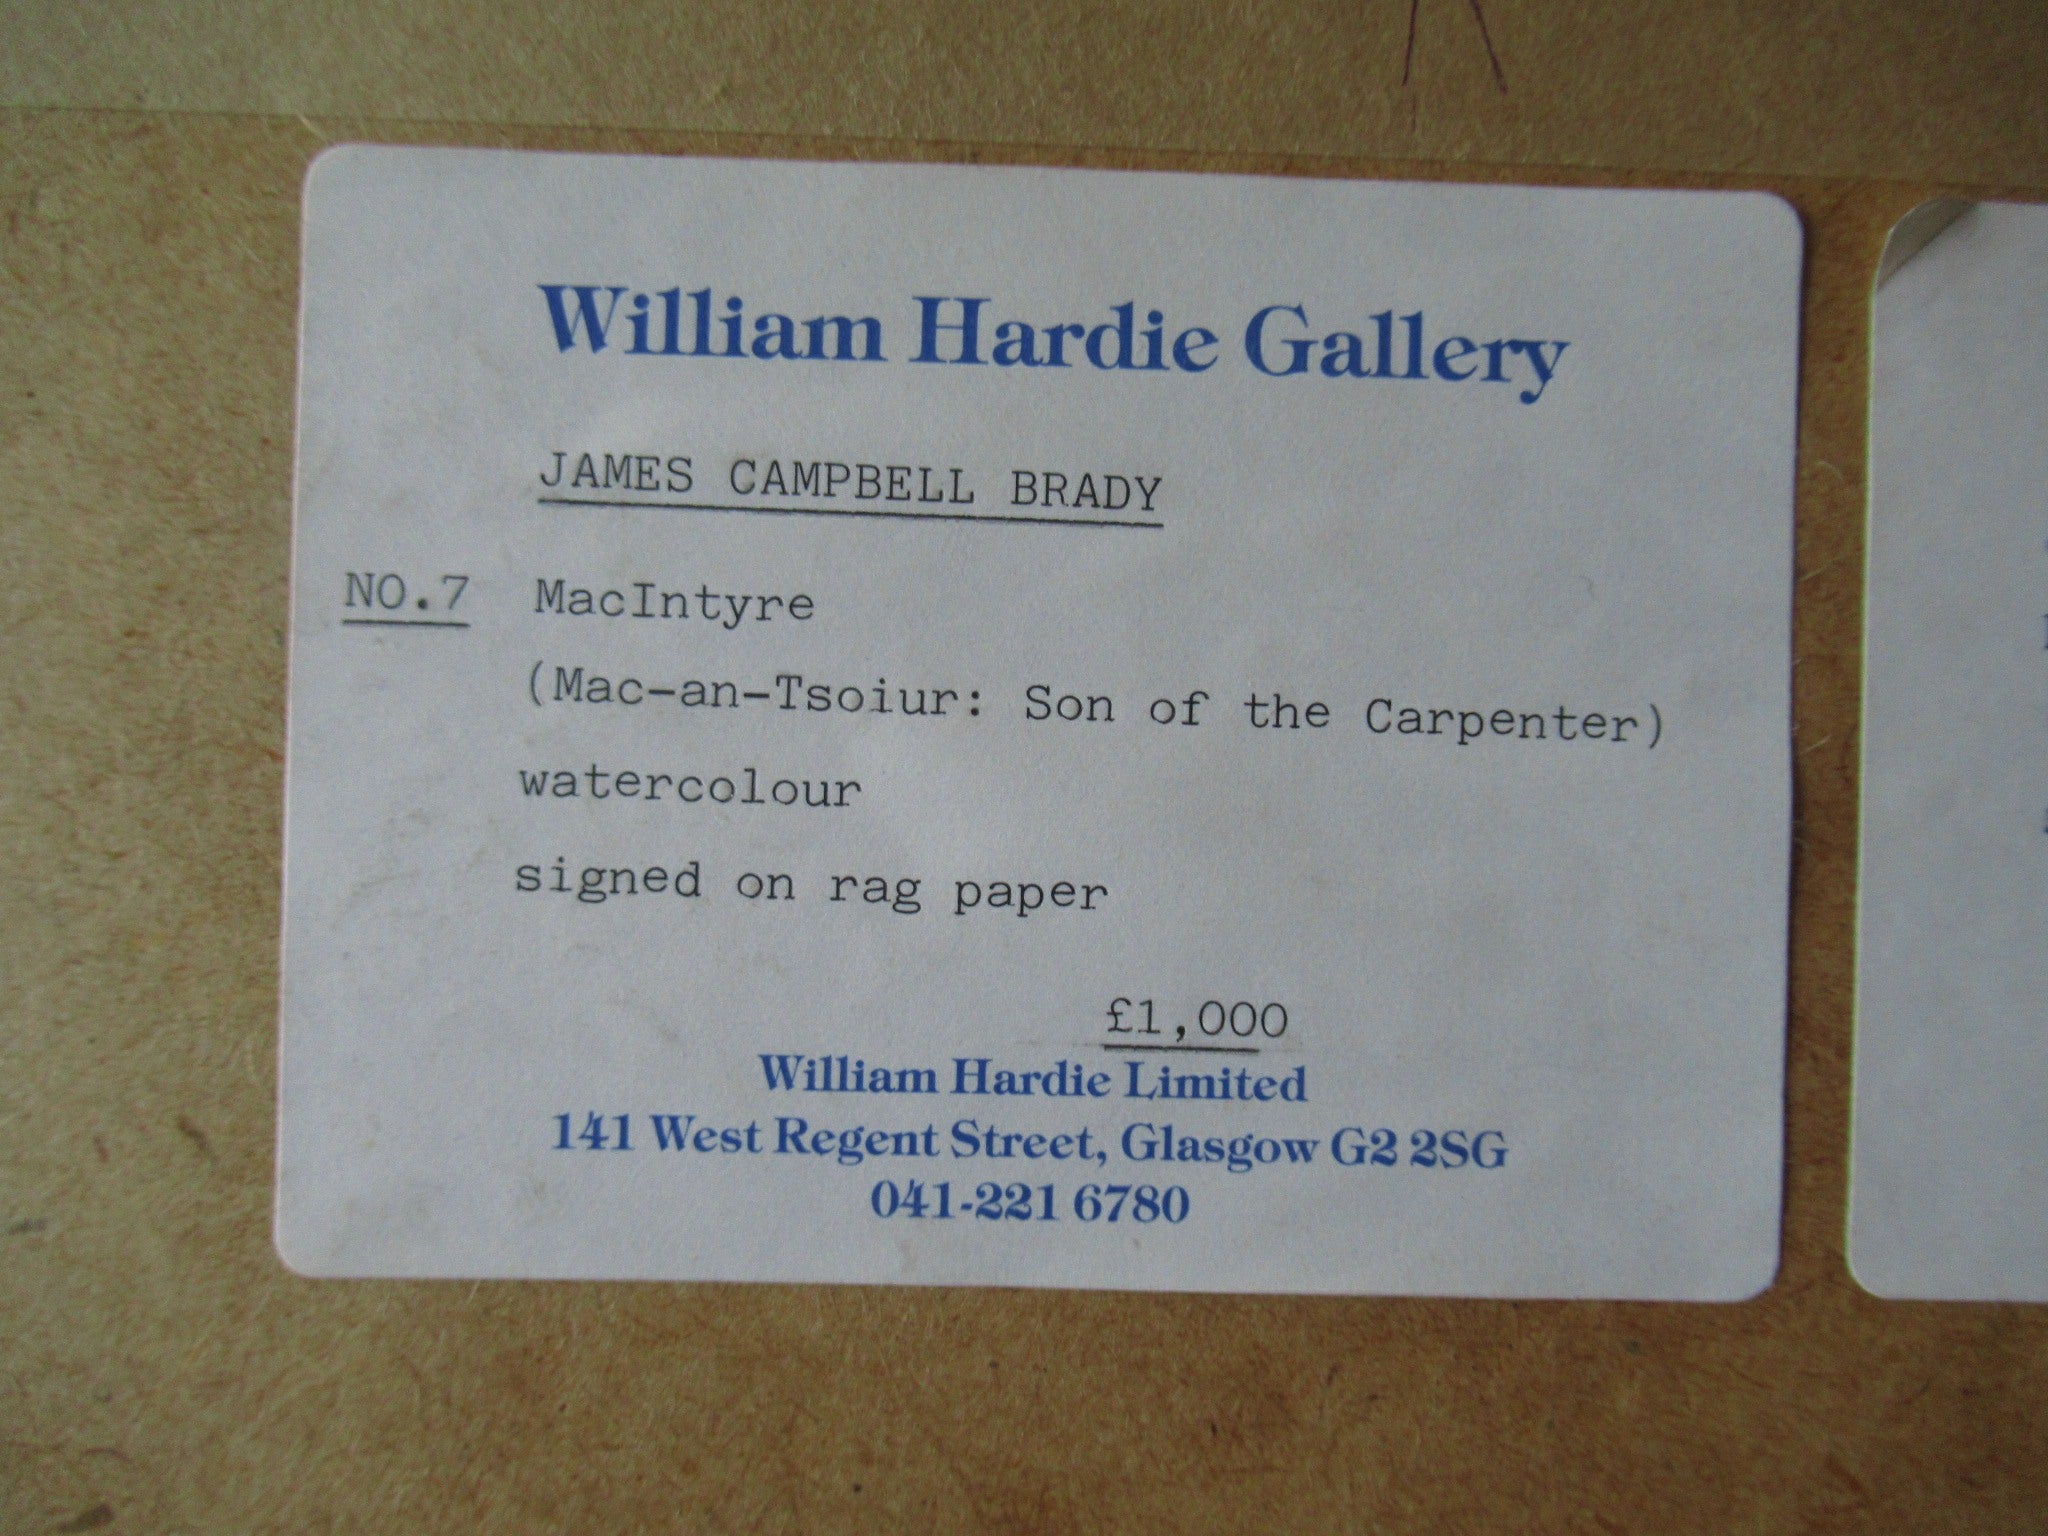 William Hardie Gallery
JAMES CAMPBELL BRADY
NO.7 MacIntyre
(Mac-an-Tsoiur: Son of the Carpenter)
watercolour
signed on rag paper
£1,000
William Hardie Limited
141 West Regent Street, Glasgow G2 2SG
041-221 6780